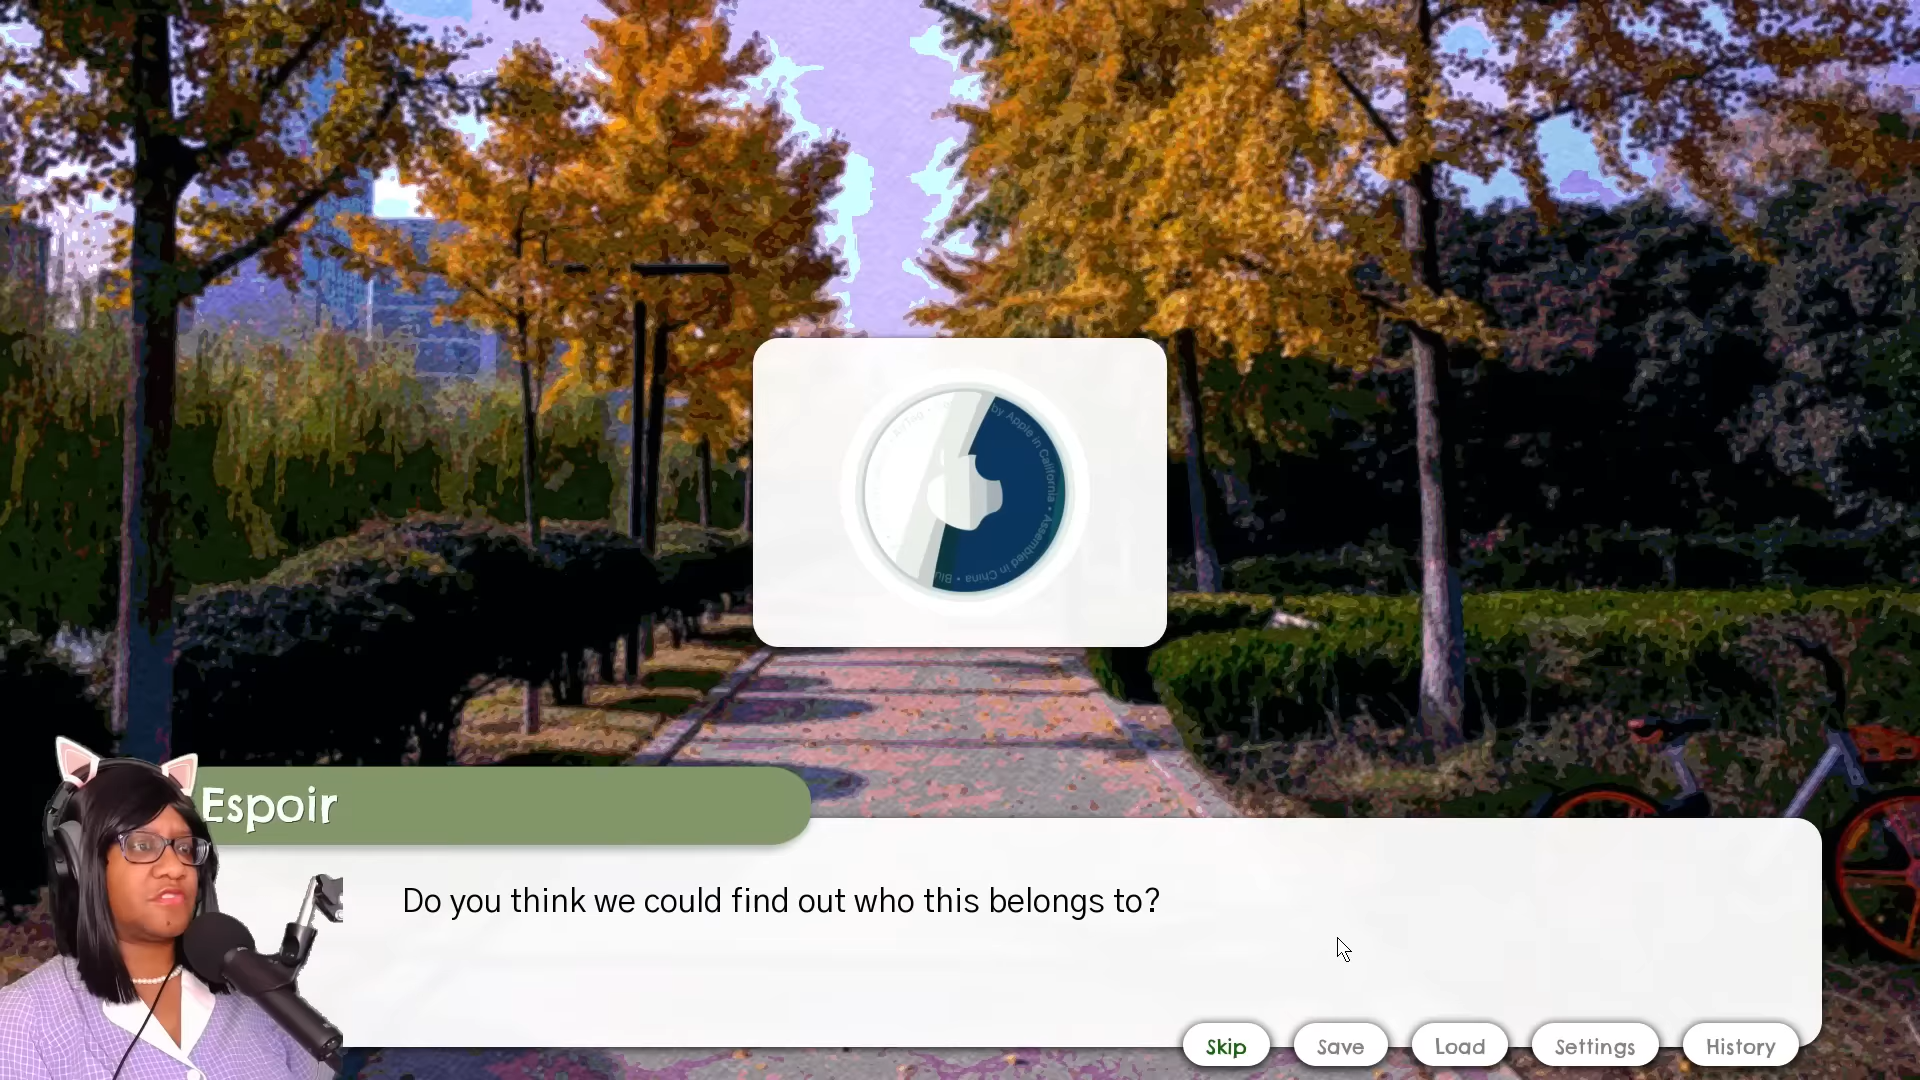 by Apple in California • Assembled in China •
Espoir
Do you think we could find out who this belongs to?
Skip
Save
Load
Settings
History